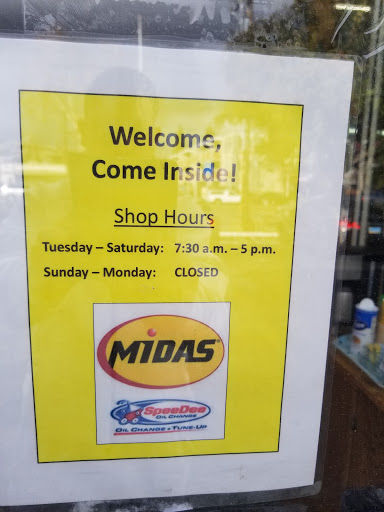 Welcome,
Come Inside!
Shop Hours
Tuesday – Saturday: 7:30 a.m. – 5 p.m.
Sunday – Monday: CLOSED
MIDAS®
SpeeDee
OIL CHANGE
OIL CHANGE & TUNE-UP